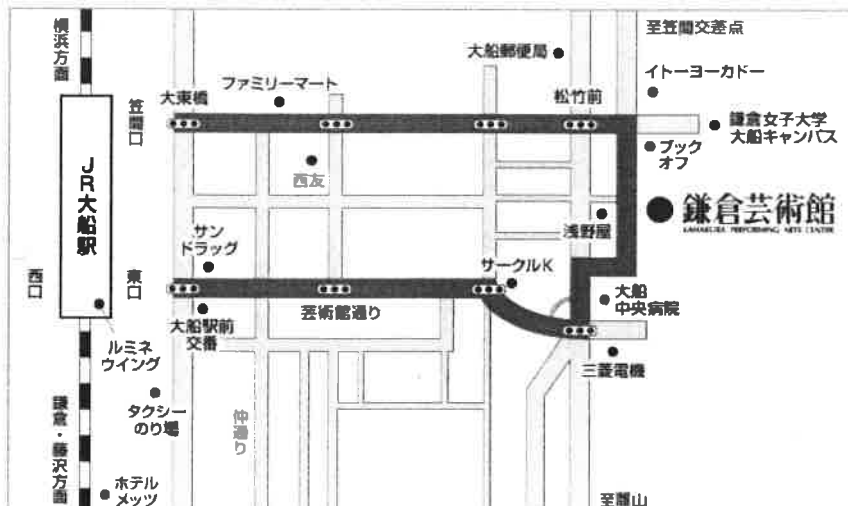 横浜方面
至笠間交差点
大船郵便局
イトーヨーカドー
ファミリーマート
大東橋
松竹前
笠間口
鎌倉女子大学
大船キャンパス
ブック
オフ
西友
JR大船駅
鎌倉芸術館
KAMAKURA PERFORMING ARTS CENTRE
浅野屋
サン
ドラッグ
サークルK
西口
東口
大船
中央病院
芸術館通り
大船駅前
交番
ルミネ
ウイング
三菱電機
タクシー
のり場
仲通り
鎌倉・藤沢方面
ホテル
メッツ